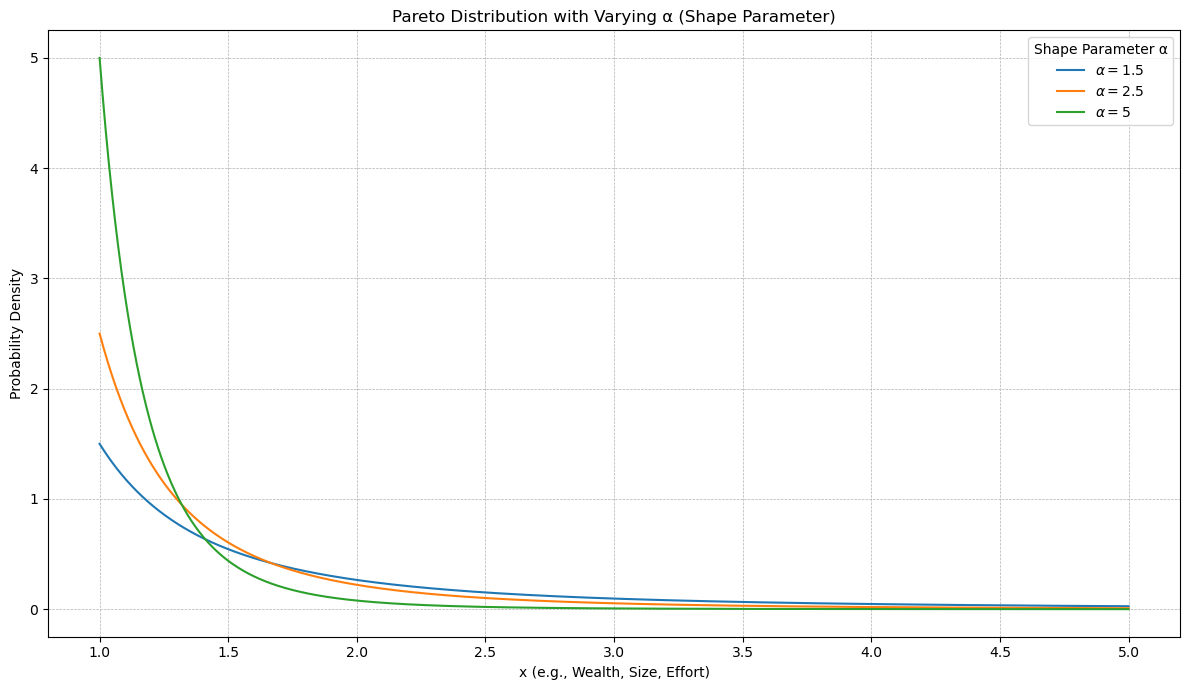 Pareto Distribution with Varying α (Shape Parameter)
Shape Parameter α
α = 1.5
α = 2.5
α = 5
Probability Density
5
4
3
2
1
0
1.0 1.5 2.0 2.5 3.0 3.5 4.0 4.5 5.0
x (e.g., Wealth, Size, Effort)